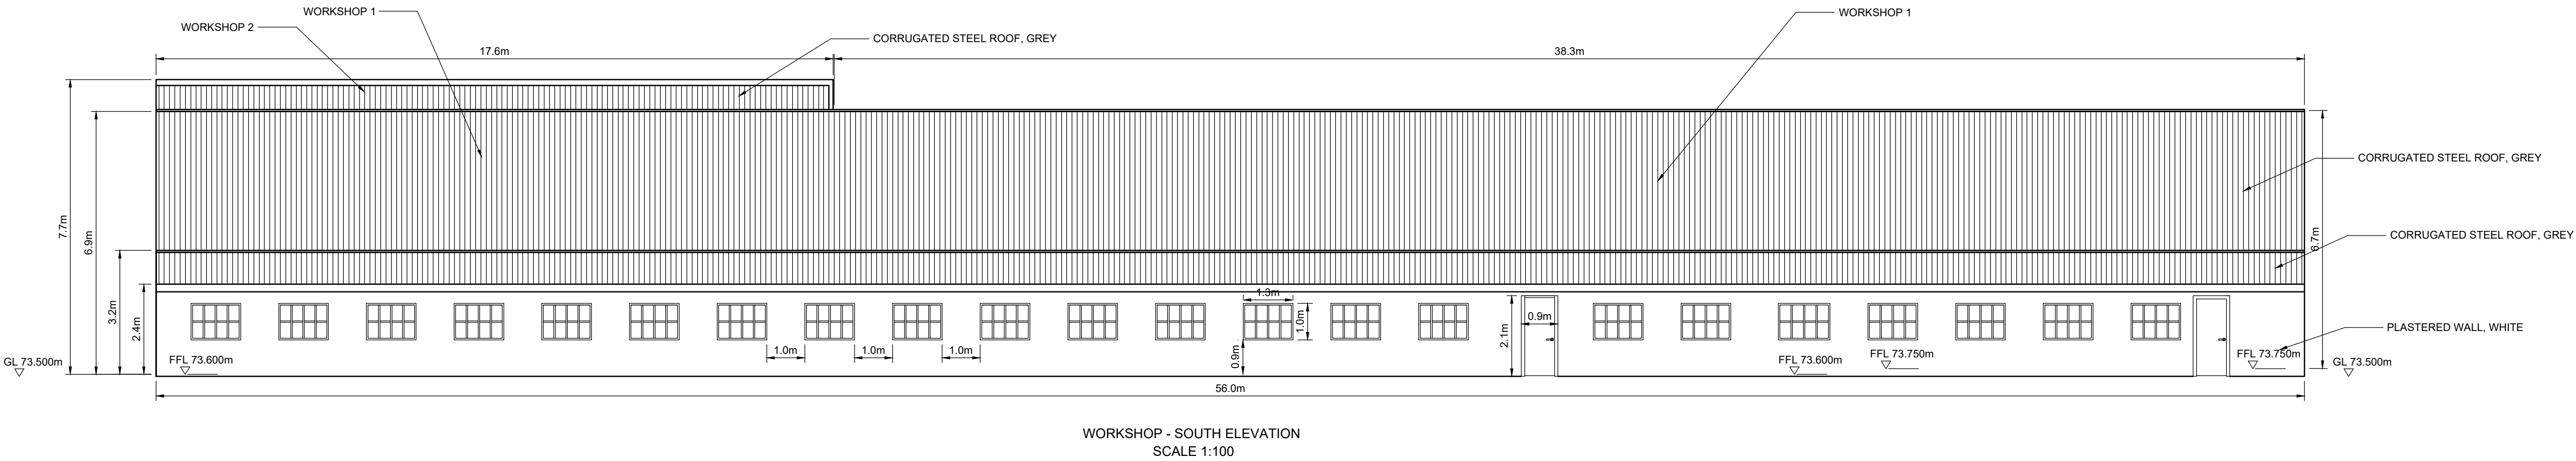 WORKSHOP 1
WORKSHOP 1
WORKSHOP 2
CORRUGATED STEEL ROOF, GREY
17.6m
38.3m
CORRUGATED STEEL ROOF, GREY
7.7m
6.9m
6.7m
CORRUGATED STEEL ROOF, GREY
3.2m
2.4m
1.3m
1.0m
2.1m
0.9m
PLASTERED WALL, WHITE
1.0m
1.0m
1.0m
0.9m
GL 73.500m
FFL 73.600m
FFL 73.600m
FFL 73.750m
FFL 73.750m
GL 73.500m
56.0m
WORKSHOP - SOUTH ELEVATION
SCALE 1:100